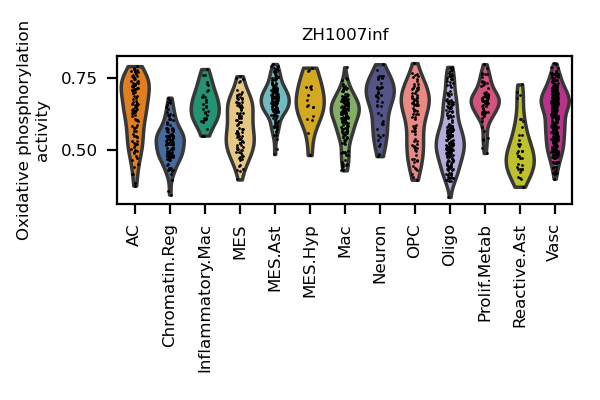 ZH1007inf
Oxidative phosphorylation
activity
0.75
0.50
AC
Chromatin.Reg
Inflammatory.Mac
MES
MES.Ast
MES.Hyp
Mac
Neuron
OPC
Oligo
Prolif.Metab
Reactive.Ast
Vasc